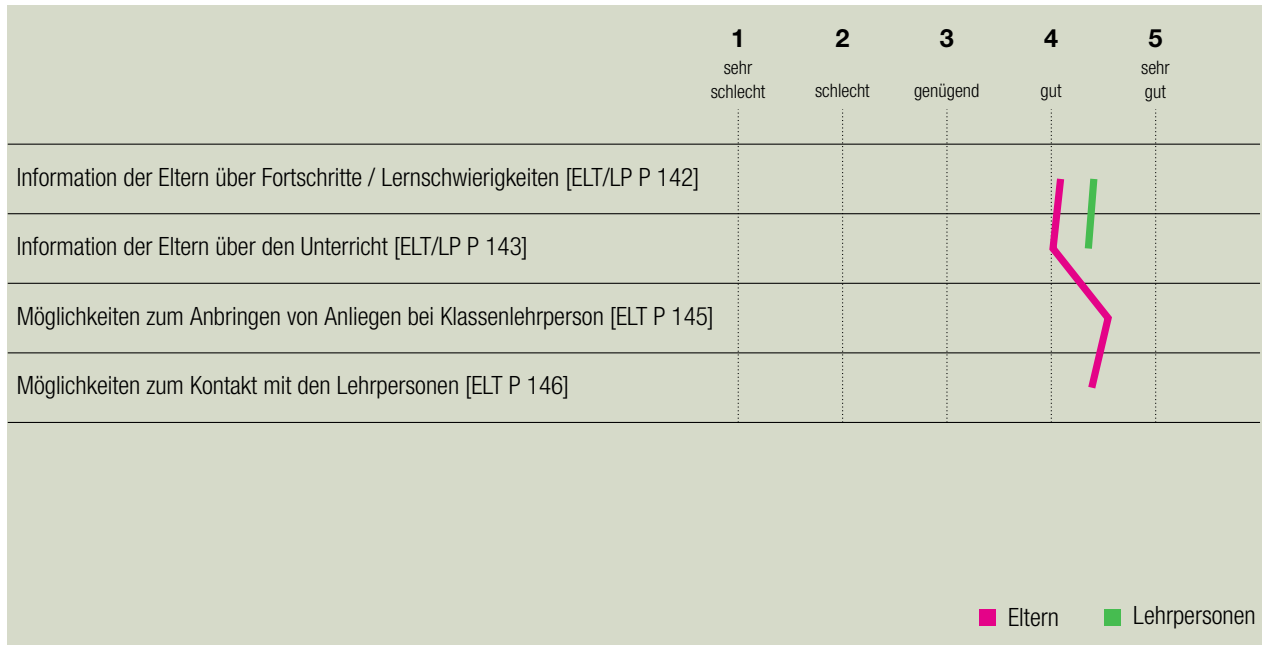 1 2 3 4 5
sehr schlecht schlecht genügend gut sehr gut
Information der Eltern über Fortschritte / Lernschwierigkeiten [ELT/LP P 142]
Information der Eltern über den Unterricht [ELT/LP P 143]
Möglichkeiten zum Anbringen von Anliegen bei Klassenlehrperson [ELT P 145]
Möglichkeiten zum Kontakt mit den Lehrpersonen [ELT P 146]
Eltern Lehrpersonen